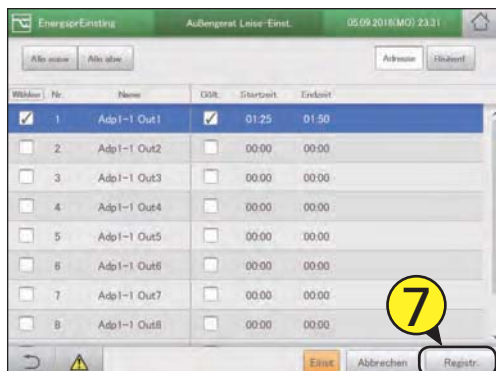 EnergsprEinsting Außengerät Leise-Einst. 05.09.2018(MO) 23:31
Alle ausw Alle abw. Adresse
Wählen Nr. Name Gült. Startzeit Endzeit
1 Adp1-1 Out1 01:25 01:50
2 Adp1-1 Out2 00:00 00:00
3 Adp1-1 Out3 00:00 00:00
4 Adp1-1 Out4 00:00 00:00
5 Adp1-1 Out5 00:00 00:00
6 Adp1-1 Out6 00:00 00:00
7 Adp1-1 Out7 00:00 00:00
8 Adp1-1 Out8 00:00 00:00
7
Einst Abbrechen Registr.